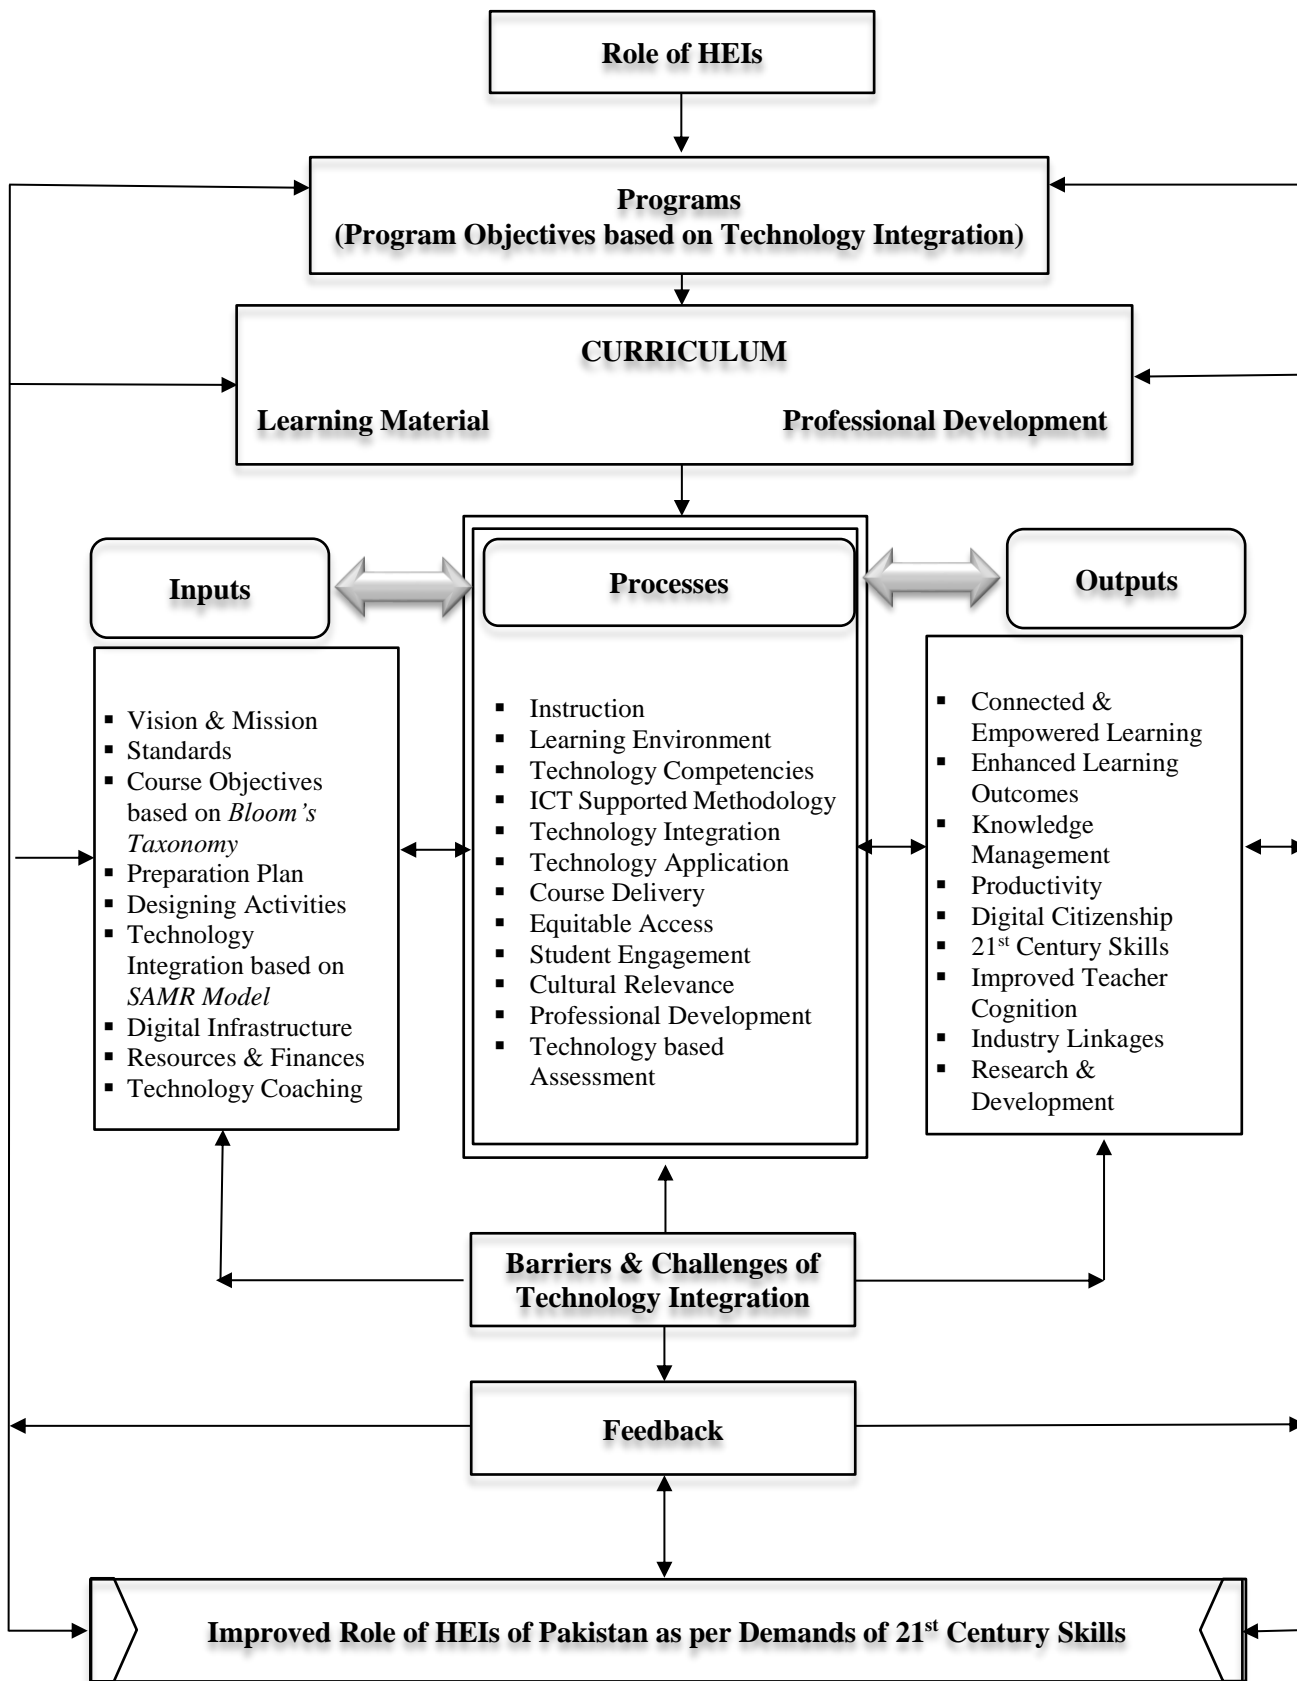 Role of HEIs
Programs
(Program Objectives based on Technology Integration)
CURRICULUM
Learning Material Professional Development
Inputs
Processes
Outputs
▪ Vision & Mission
▪ Standards
▪ Course Objectives
based on Bloom’s
Taxonomy
▪ Preparation Plan
▪ Designing Activities
▪ Technology
Integration based on
SAMR Model
▪ Digital Infrastructure
▪ Resources & Finances
▪ Technology Coaching
▪ Instruction
▪ Learning Environment
▪ Technology Competencies
▪ ICT Supported Methodology
▪ Technology Integration
▪ Technology Application
▪ Course Delivery
▪ Equitable Access
▪ Student Engagement
▪ Cultural Relevance
▪ Professional Development
▪ Technology based
Assessment
▪ Connected &
Empowered Learning
▪ Enhanced Learning
Outcomes
▪ Knowledge
Management
▪ Productivity
▪ Digital Citizenship
▪ 21st Century Skills
▪ Improved Teacher
Cognition
▪ Industry Linkages
▪ Research &
Development
Barriers & Challenges of
Technology Integration
Feedback
Improved Role of HEIs of Pakistan as per Demands of 21st Century Skills